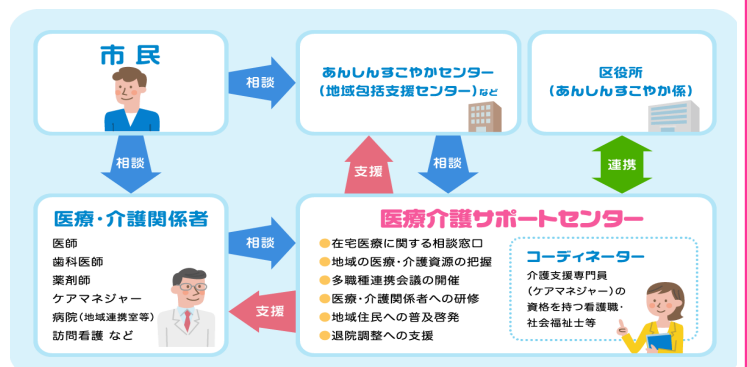 市民
相談
あんしんすこやかセンター
（地域包括支援センター）など
区役所
（あんしんすこやか係）
相談
支援
相談
連携
医療・介護関係者
医師
歯科医師
薬剤師
ケアマネジャー
病院（地域連携室等）
訪問看護 など
相談
支援
医療介護サポートセンター
在宅医療に関する相談窓口
地域の医療・介護資源の把握
多職種連携会議の開催
医療・介護関係者への研修
地域住民への普及啓発
退院調整への支援
コーディネーター
介護支援専門員
（ケアマネジャー）の
資格を持つ看護職・
社会福祉士等